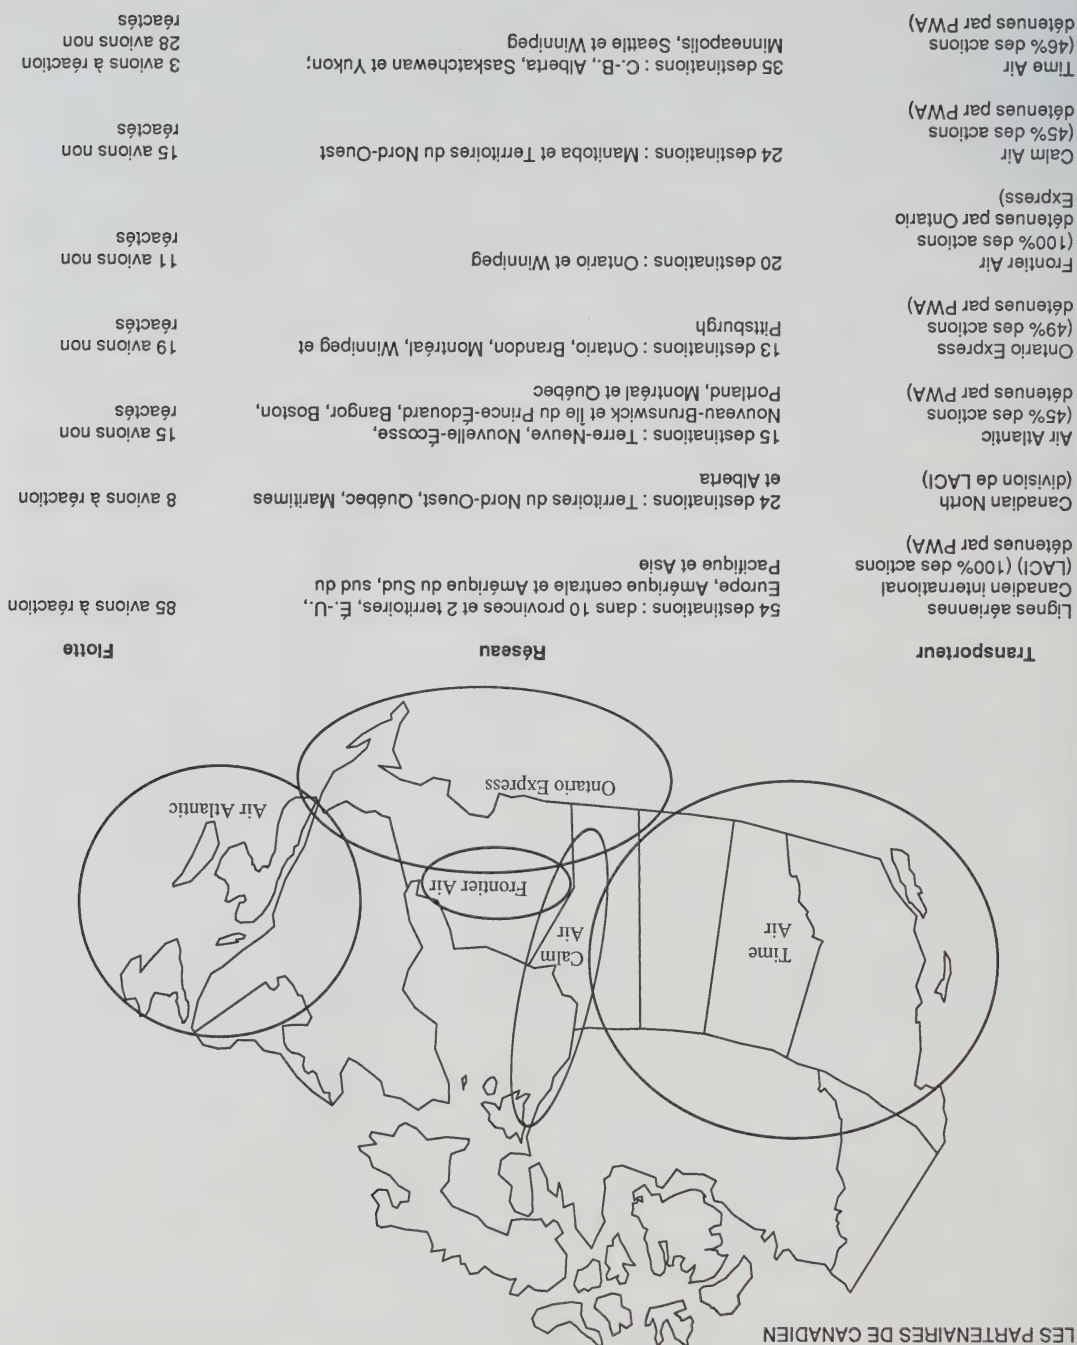 LES PARTENAIRES DE CANADIEN
Time
Air
Calm
Air
Frontier Air
Ontario Express
Air Atlantic
Transporteur Réseau Flotte
Lignes aériennes 54 destinations : dans 10 provinces et 2 territoires, É.-U., 85 avions à réaction
Canadien international Europe, Amérique centrale et Amérique du Sud, sud du
(LACI) (100% des actions Pacifique et Asie
détenues par PWA)
Canadian North 24 destinations : Territoires du Nord-Ouest, Québec, Maritimes 8 avions à réaction
(division de LACI) et Alberta
Air Atlantic 15 destinations : Terre-Neuve, Nouvelle-Écosse, 15 avions non
(45% des actions Nouveau-Brunswick et Île du Prince-Édouard, Bangor, Boston, réactés
détenues par PWA) Portland, Montréal et Québec
Ontario Express 13 destinations : Ontario, Brandon, Montréal, Winnipeg et 19 avions non
(49% des actions Pittsburgh réactés
détenues par PWA)
Frontier Air 20 destinations : Ontario et Winnipeg 11 avions non
(100% des actions réactés
détenues par Ontario
Express)
Calm Air 24 destinations : Manitoba et Territoires du Nord-Ouest 15 avions non
(45% des actions réactés
détenues par PWA)
Time Air 35 destinations : C.-B., Alberta, Saskatchewan et Yukon; 3 avions à réaction
(46% des actions Minneapolis, Seattle et Winnipeg 28 avions non
détenues par PWA) réactés